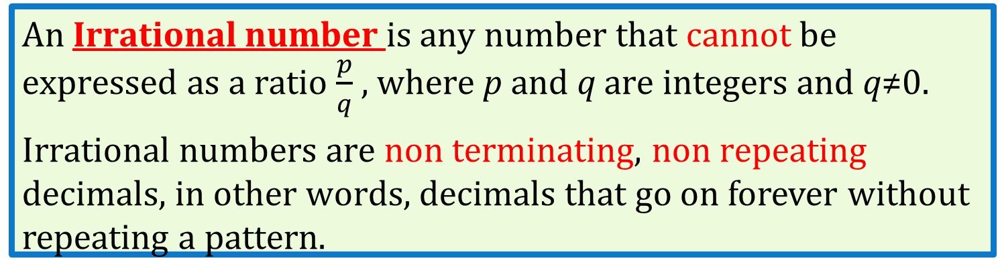 An Irrational number is any number that cannot be
expressed as a ratio p/q , where p and q are integers and q≠0.
Irrational numbers are non terminating, non repeating
decimals, in other words, decimals that go on forever without
repeating a pattern.